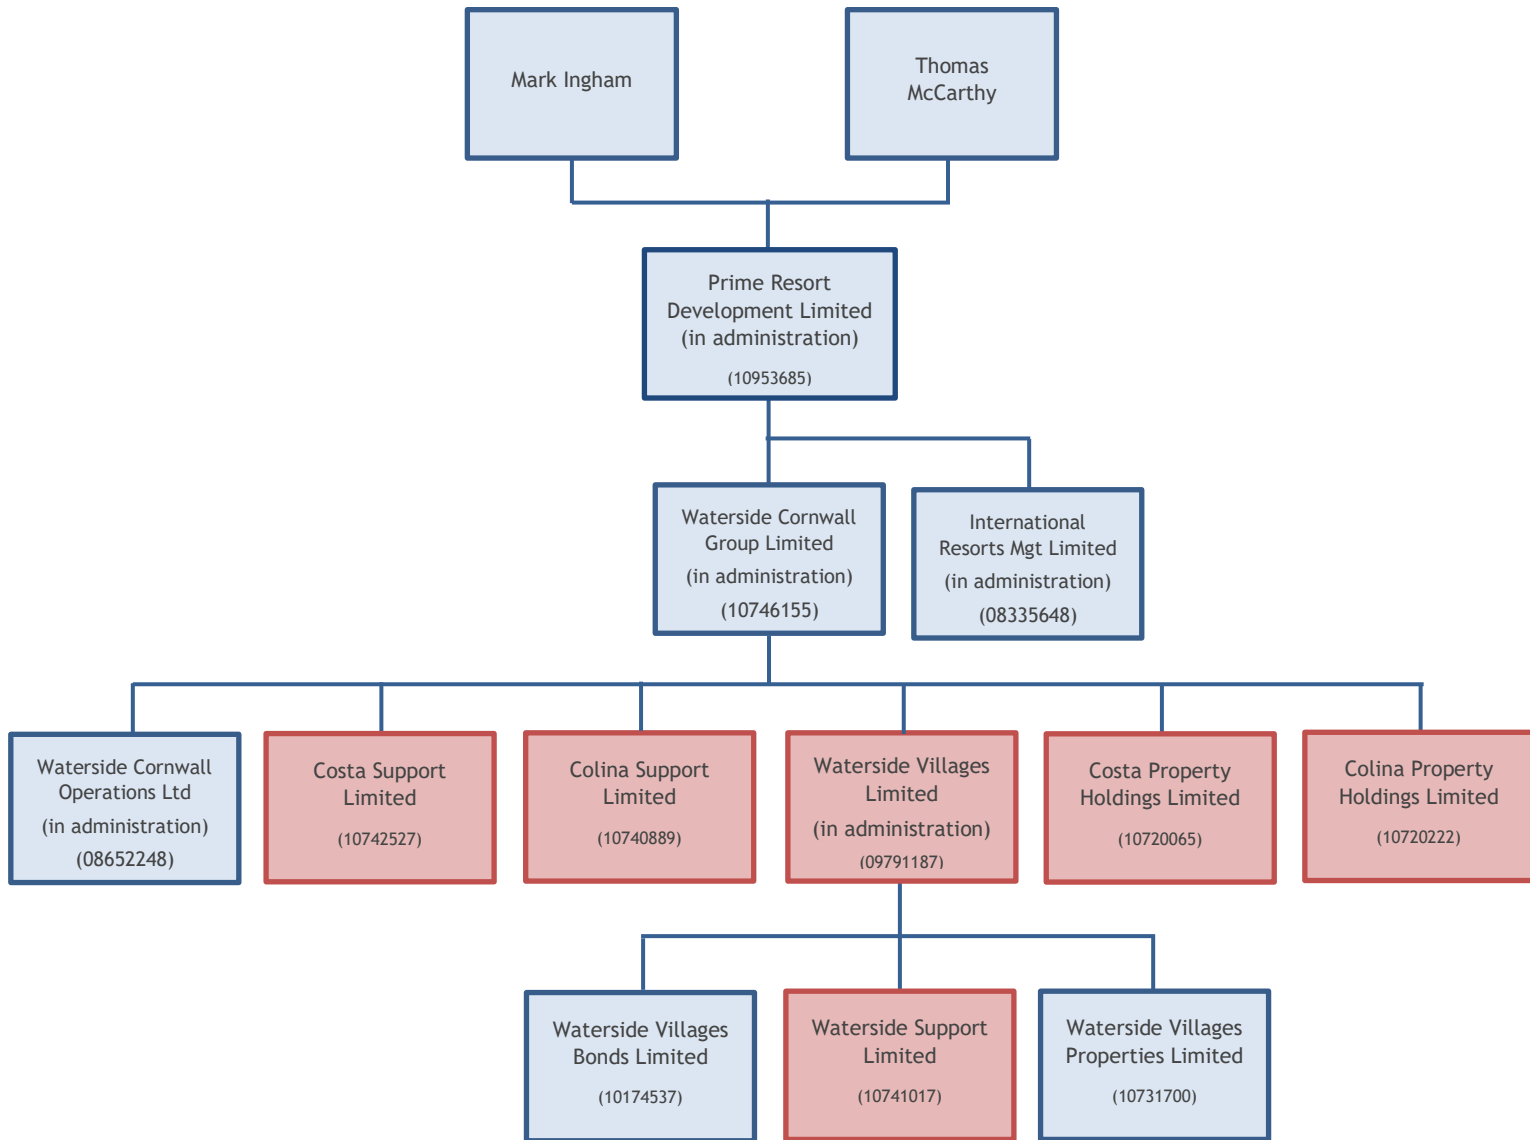 Mark Ingham
Thomas
McCarthy
Prime Resort
Development Limited
(in administration)
(10953685)
Waterside Cornwall
Group Limited
(in administration)
(10746155)
International
Resorts Mgt Limited
(in administration)
(08335648)
Waterside Cornwall
Operations Ltd
(in administration)
(08652248)
Costa Support
Limited
(10742527)
Colina Support
Limited
(10740889)
Waterside Villages
Limited
(in administration)
(09791187)
Costa Property
Holdings Limited
(10720065)
Colina Property
Holdings Limited
(10720222)
Waterside Villages
Bonds Limited
(10174537)
Waterside Support
Limited
(10741017)
Waterside Villages
Properties Limited
(10731700)